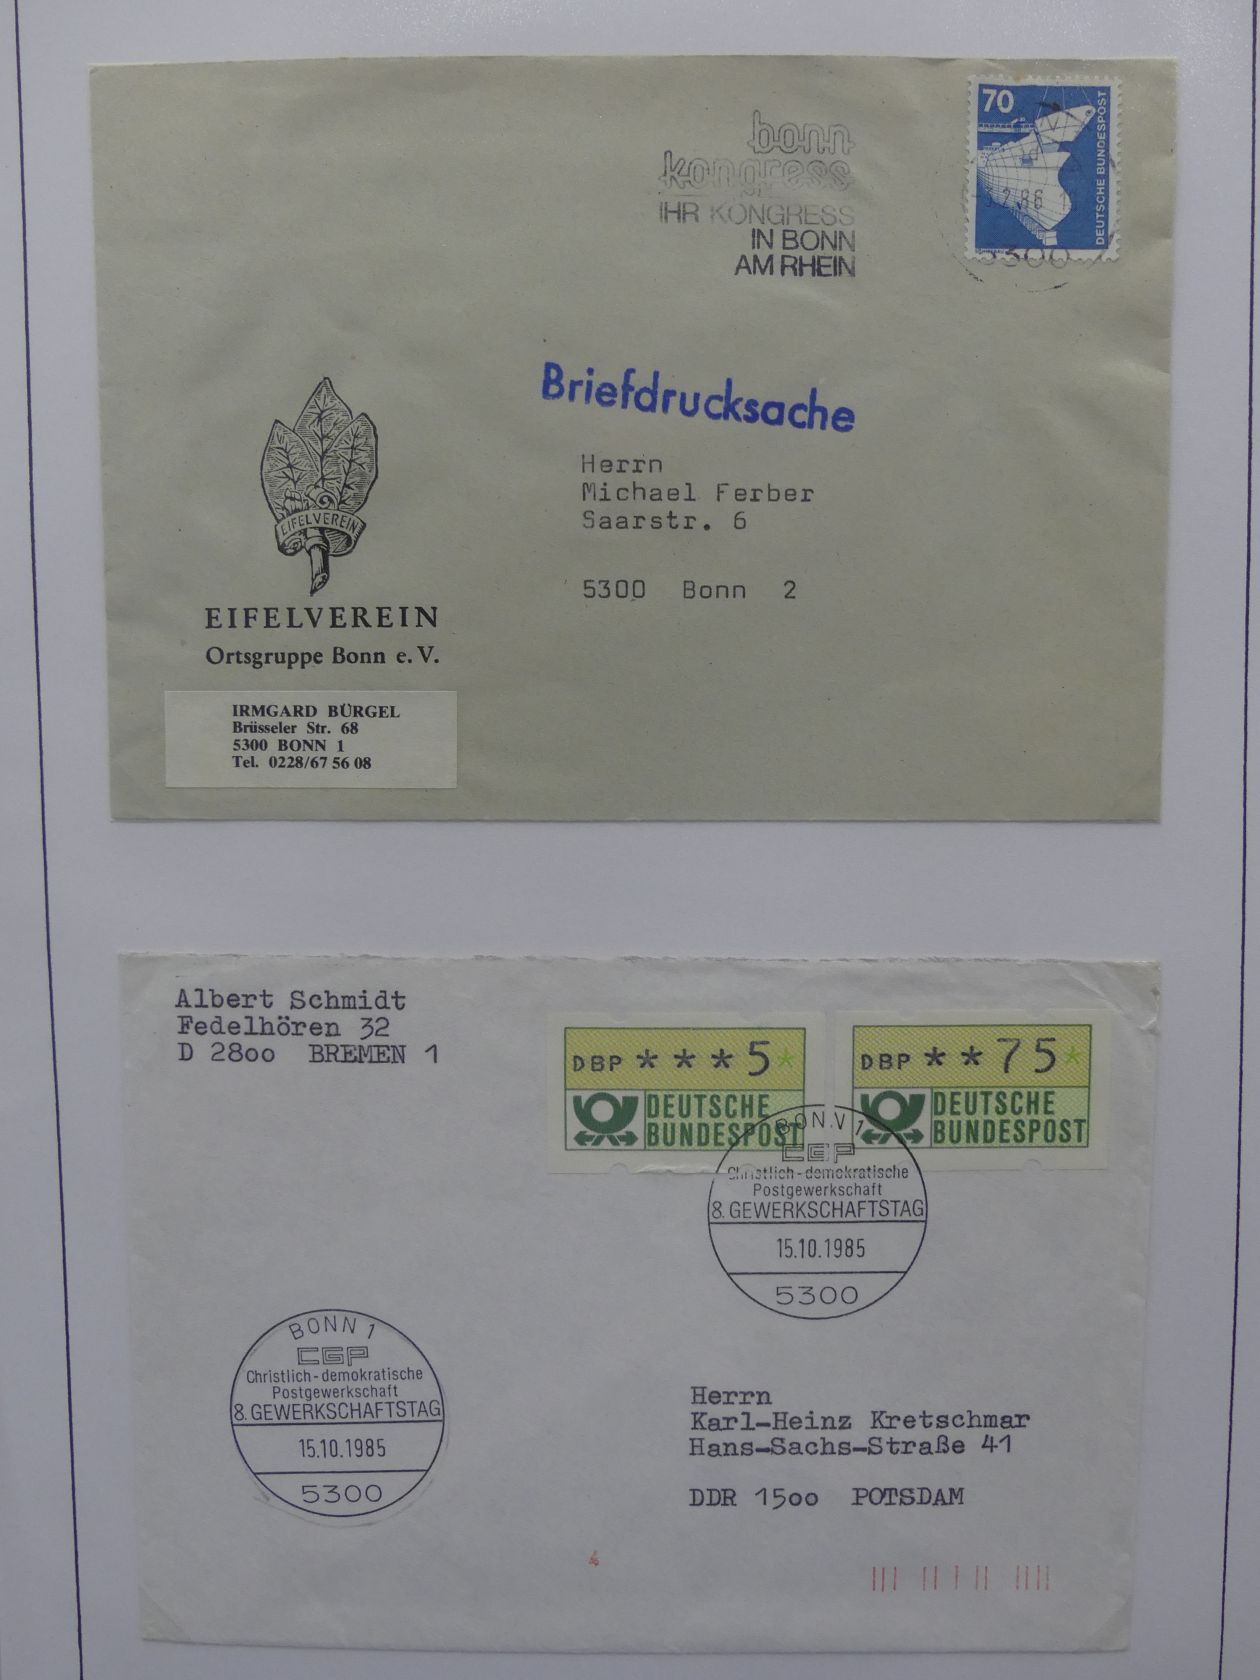 bonn
kongress
IHR KONGRESS
IN BONN
AM RHEIN
70
DEUTSCHE BUNDESPOST
2.86
5300
Briefdrucksache
Herrn
Michael Ferber
Saarstr. 6
5300 Bonn 2
EIFELVEREIN
EIFELVEREIN
Ortsgruppe Bonn e. V.
IRMGARD BÜRGEL
Brüsseler Str. 68
5300 BONN 1
Tel. 0228/67 56 08
Albert Schmidt
Fedelhören 32
D 28oo BREMEN 1
DBP ***5*
DEUTSCHE
BUNDESPOST
DBP **75*
DEUTSCHE
BUNDESPOST
BONN 1
CGP
Christlich-demokratische
Postgewerkschaft
8. GEWERKSCHAFTSTAG
15.10.1985
5300
BONN 1
CGP
Christlich-demokratische
Postgewerkschaft
8. GEWERKSCHAFTSTAG
15.10.1985
5300
Herrn
Karl-Heinz Kretschmar
Hans-Sachs-Straße 41
DDR 15oo POTSDAM
4